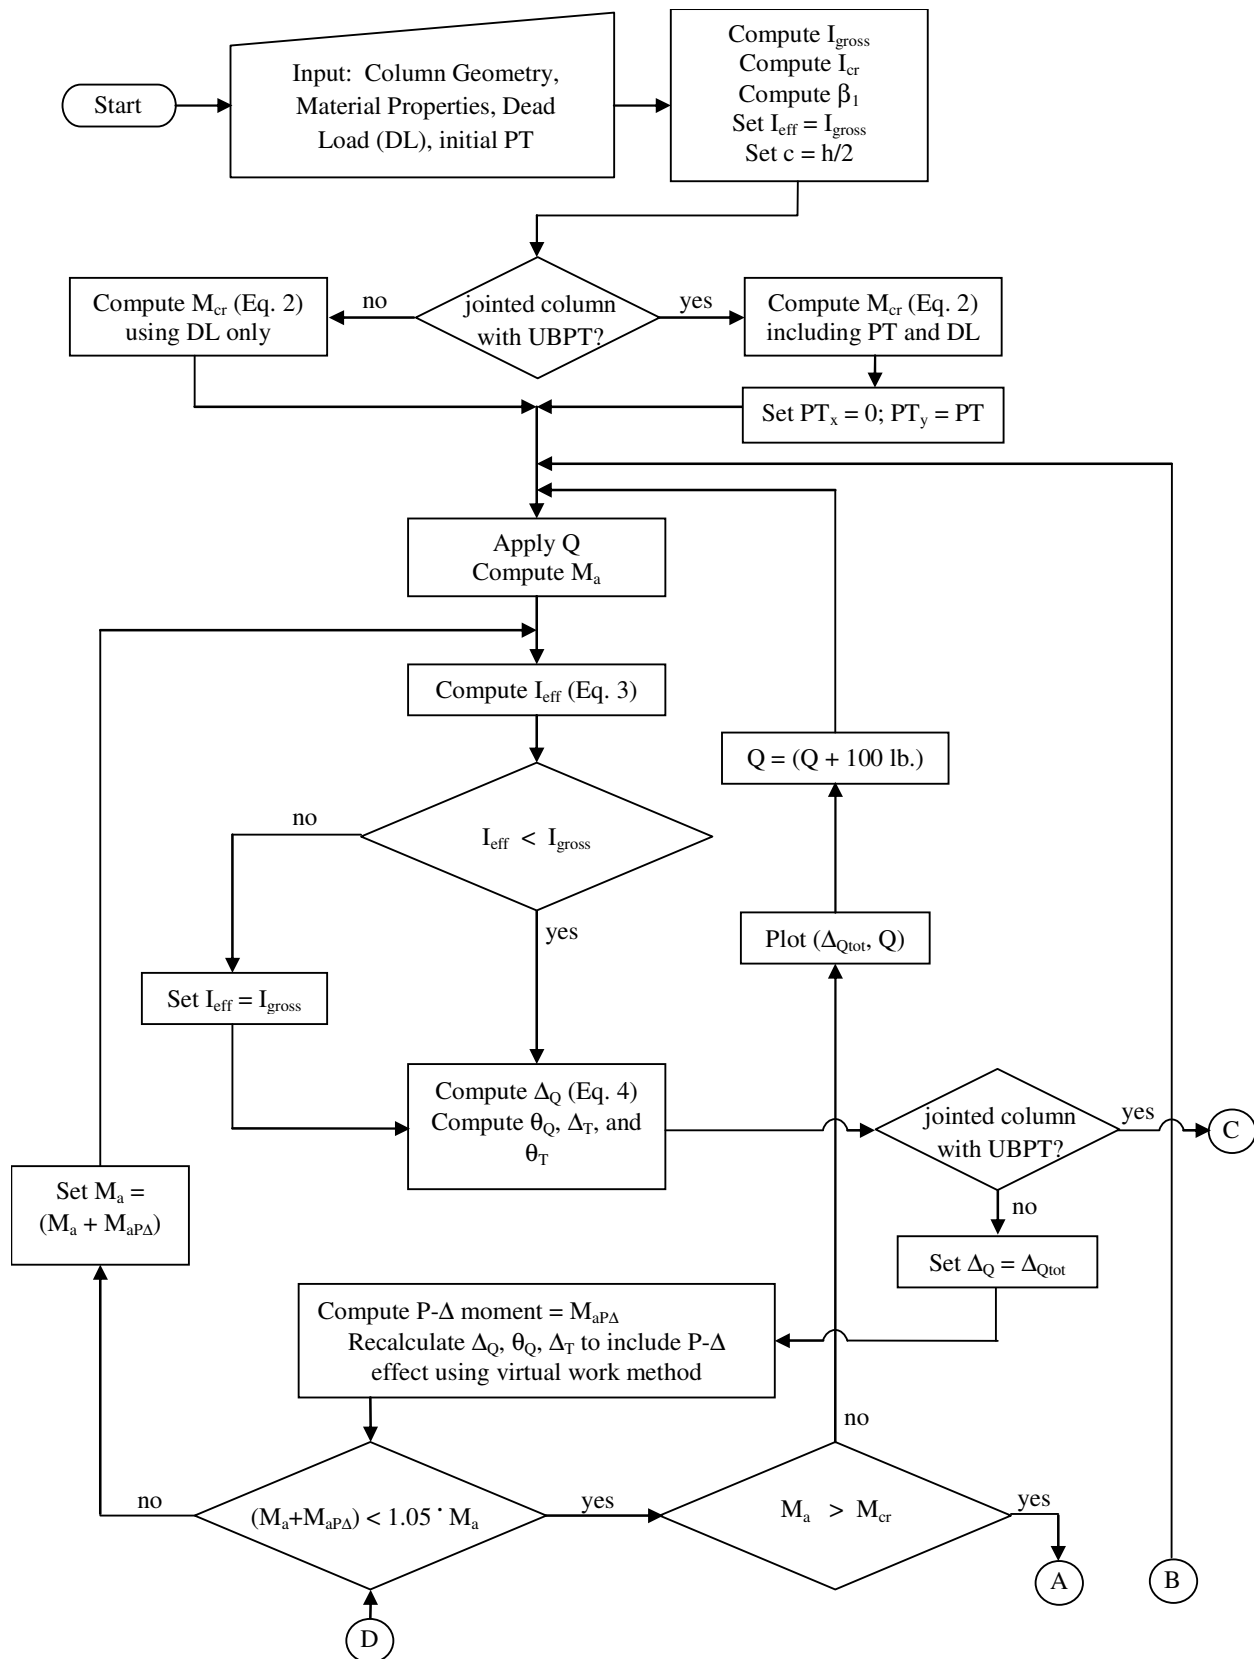 Start
Input: Column Geometry,
Material Properties, Dead
Load (DL), initial PT
Compute I_gross
Compute I_cr
Compute β_1
Set I_eff = I_gross
Set c = h/2
jointed column
with UBPT?
no
yes
Compute M_cr (Eq. 2)
using DL only
Compute M_cr (Eq. 2)
including PT and DL
Set PT_x = 0; PT_y = PT
Apply Q
Compute M_a
Compute I_eff (Eq. 3)
Q = (Q + 100 lb.)
no
I_eff < I_gross
yes
Plot (Δ_Qtot, Q)
Set I_eff = I_gross
Compute Δ_Q (Eq. 4)
Compute θ_Q, Δ_T, and
θ_T
jointed column
with UBPT?
yes
C
no
Set M_a =
(M_a + M_aPΔ)
Set Δ_Q = Δ_Qtot
Compute P-Δ moment = M_aPΔ
Recalculate Δ_Q, θ_Q, Δ_T to include P-Δ
effect using virtual work method
no
no
(M_a+M_aPΔ) < 1.05 · M_a
yes
M_a > M_cr
yes
A
B
D